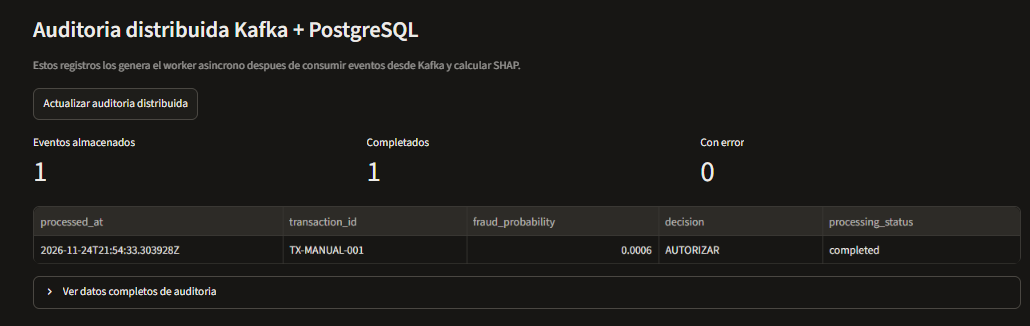 Auditoria distribuida Kafka + PostgreSQL
Estos registros los genera el worker asincrono despues de consumir eventos desde Kafka y calcular SHAP.
Actualizar auditoria distribuida
Eventos almacenados Completados Con error
1 1 0
processed_at transaction_id fraud_probability decision processing_status
2026-11-24T21:54:33.303928Z TX-MANUAL-001 0.0006 AUTORIZAR completed
Ver datos completos de auditoria